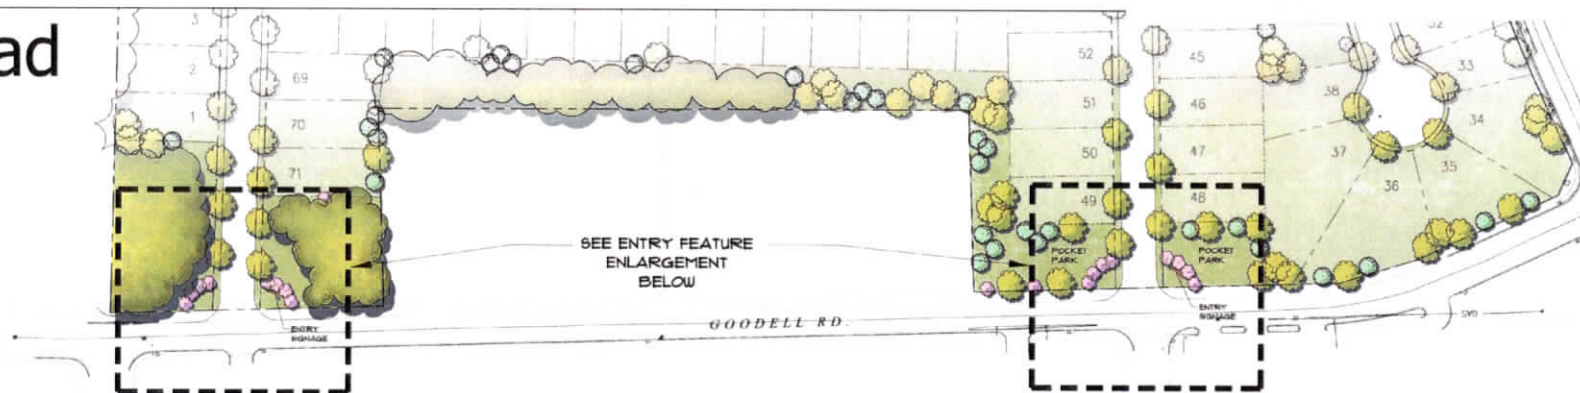 ad
3
2
1
69
70
71
52
51
50
49
45
46
47
48
38
37
36
35
34
33
32
SEE ENTRY FEATURE
ENLARGEMENT
BELOW
POCKET
PARK
POCKET
PARK
ENTRY
SIGNAGE
ENTRY
SIGNAGE
GOODELL RD.